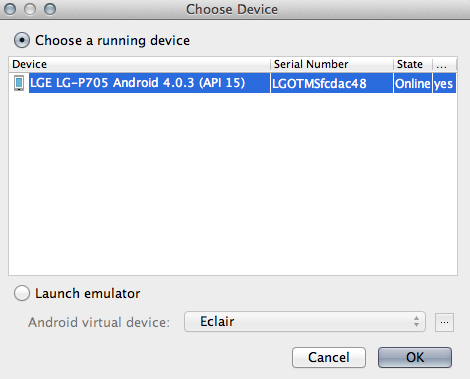 Choose Device
Choose a running device
Device Serial Number State ...
LGE LG-P705 Android 4.0.3 (API 15) LGOTMSfcdac48 Online yes
Launch emulator
Android virtual device: Eclair ...
Cancel OK